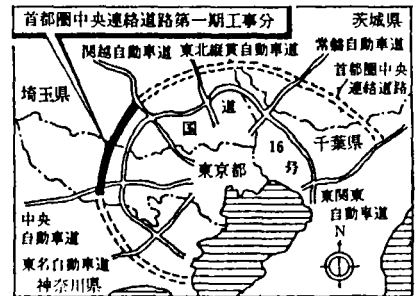 首都圏中央連絡道路第一期工事分
茨城県
関越自動車道
東北縦貫自動車道
常磐自動車道
首都圏中央
連絡道路
埼玉県
国
道
16
号
千葉県
東京都
中央
自動車道
東関東
自動車道
東名自動車道
神奈川県
N